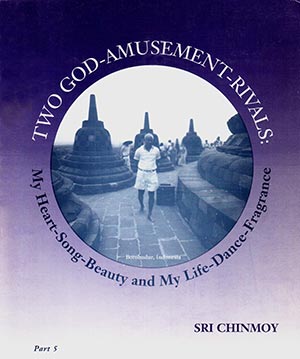 TWO GOD-AMUSEMENT-RIVALS:
My Heart-Song-Beauty and My Life-Dance-Fragrance
Borobudur, Indonesia
SRI CHINMOY
Part 5